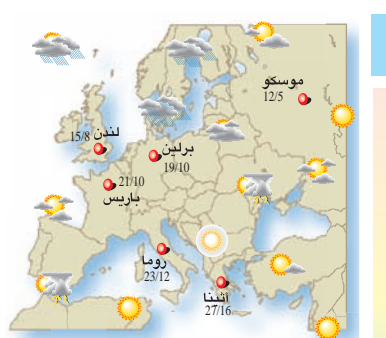 موسكو
12/5
لندن
15/8
برلين
19/10
21/10
باريس
روما
23/12
أثينا
27/16